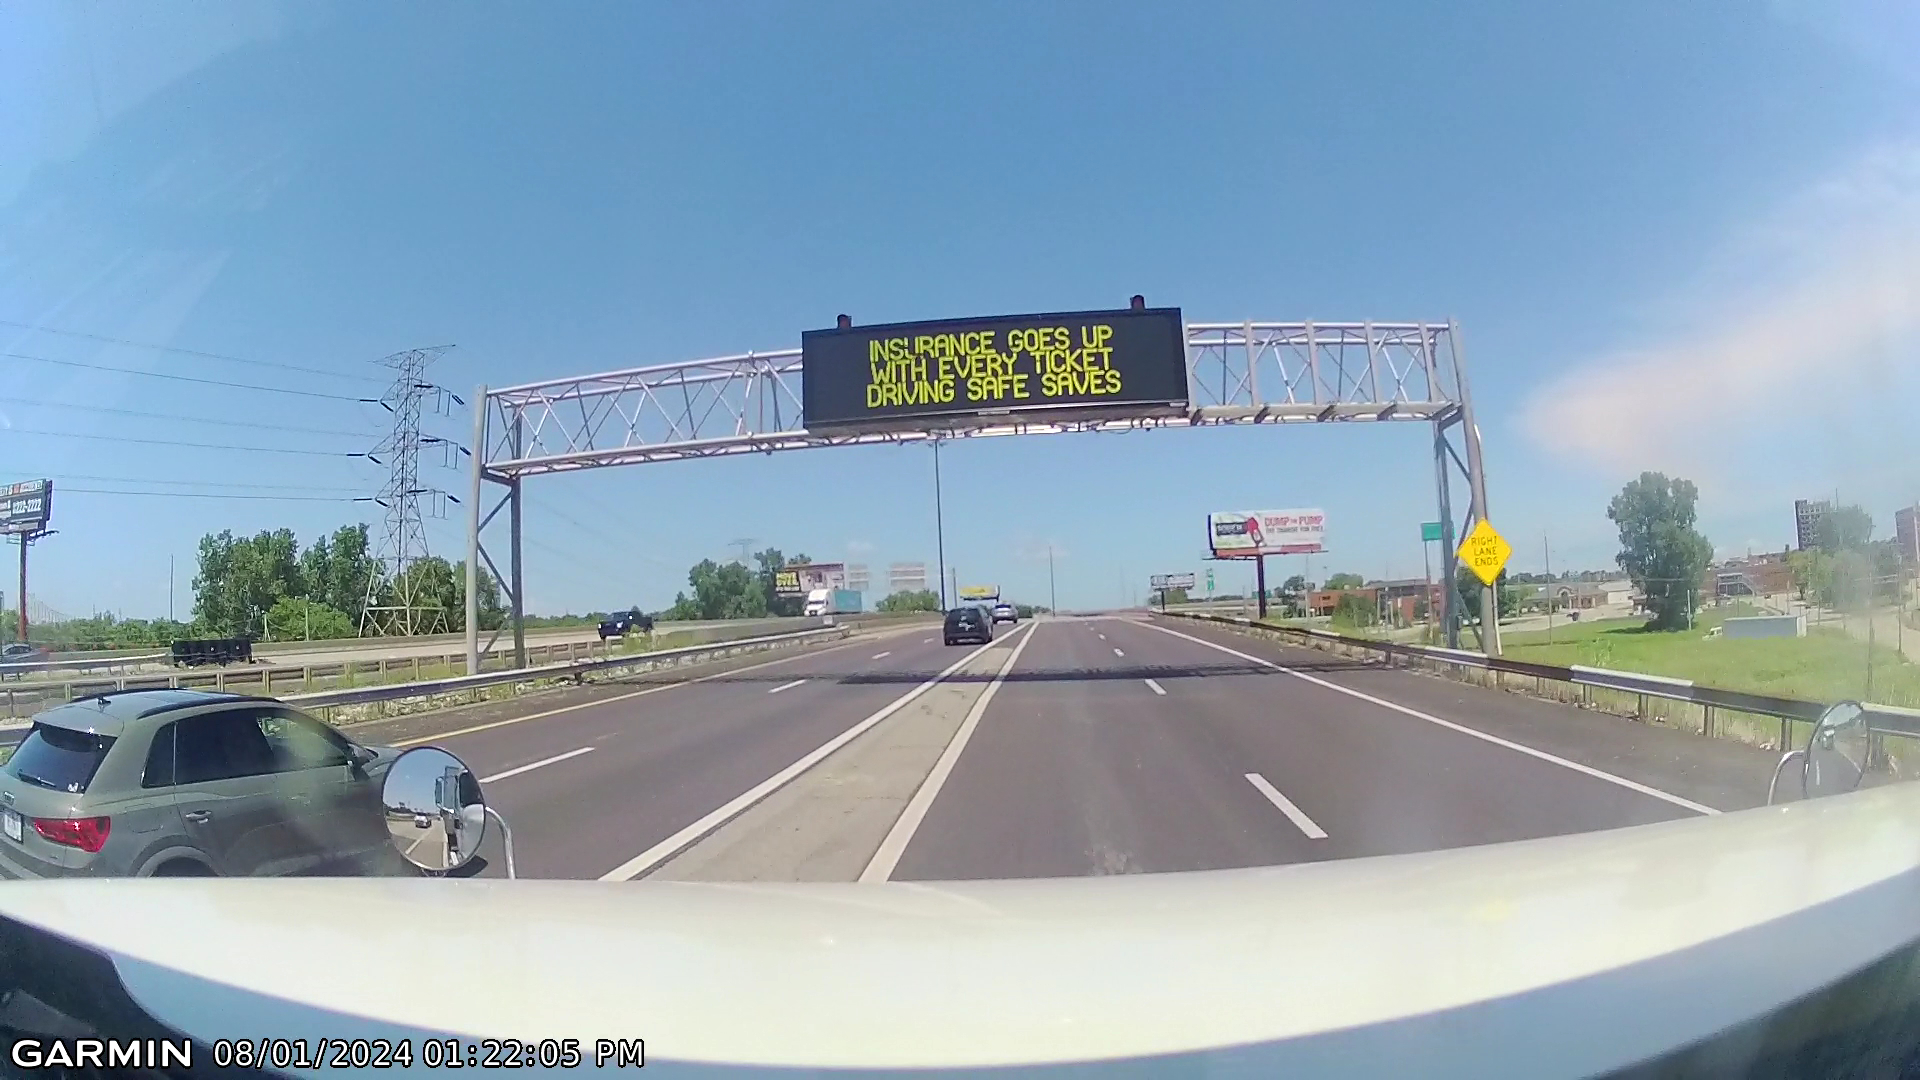 INSURANCE GOES UP
WITH EVERY TICKET
DRIVING SAFE SAVES
DUMP THE PUMP
RIGHT
LANE
ENDS
GARMIN 08/01/2024 01:22:05 PM